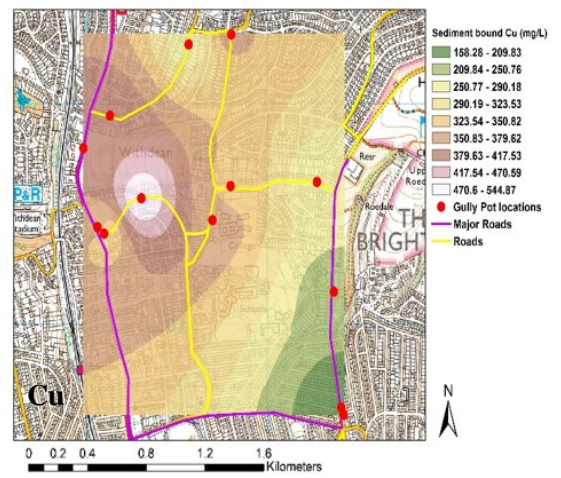 Sediment bound Cu (mg/L)
158.28 - 209.83
209.84 - 250.76
250.77 - 290.18
290.19 - 323.53
323.54 - 350.82
350.83 - 379.62
379.63 - 417.53
417.54 - 470.59
470.6 - 544.87
Gully Pot locations
Major Roads
Roads
Withdean
Resr
P&R
Roedale
TH
BRIGHT
Cu
N
0 0.2 0.4 0.8 1.2 1.6
Kilometers